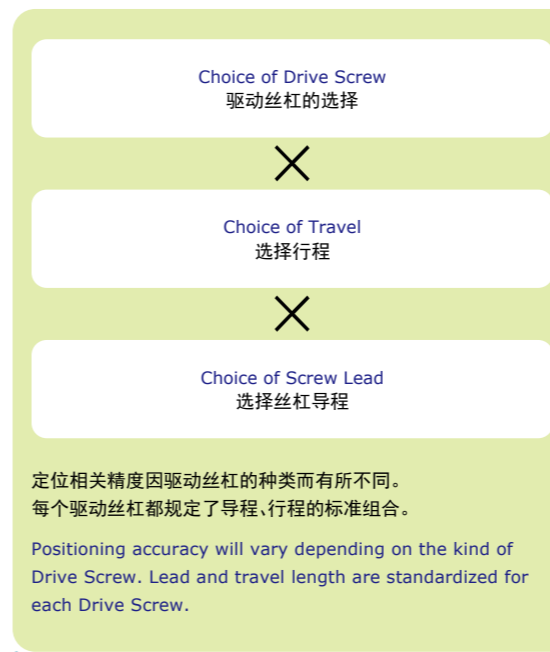 Choice of Drive Screw
驱动丝杠的选择
×
Choice of Travel
选择行程
×
Choice of Screw Lead
选择丝杠导程
定位相关精度因驱动丝杠的种类而有所不同。
每个驱动丝杠都规定了导程、行程的标准组合。
Positioning accuracy will vary depending on the kind of
Drive Screw. Lead and travel length are standardized for
each Drive Screw.